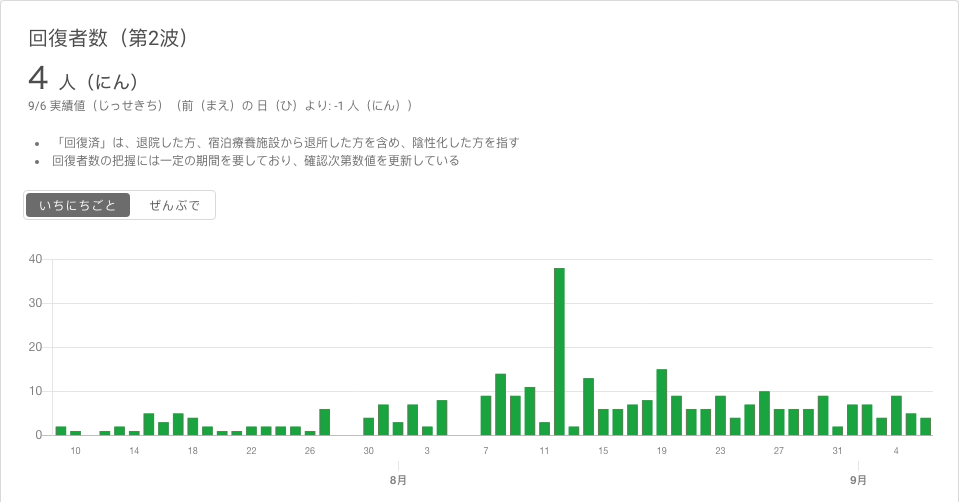 回復者数（第2波）
4 人（にん）
9/6 実績値（じっせきち）（前（まえ）の 日（ひ）より: -1 人（にん））
• 「回復済」は、退院した方、宿泊療養施設から退所した方を含め、陰性化した方を指す
• 回復者数の把握には一定の期間を要しており、確認次第数値を更新している
いちにちごと ぜんぶで
40
30
20
10
0
10 14 18 22 26 30 3 7 11 15 19 23 27 31 4
8月 9月